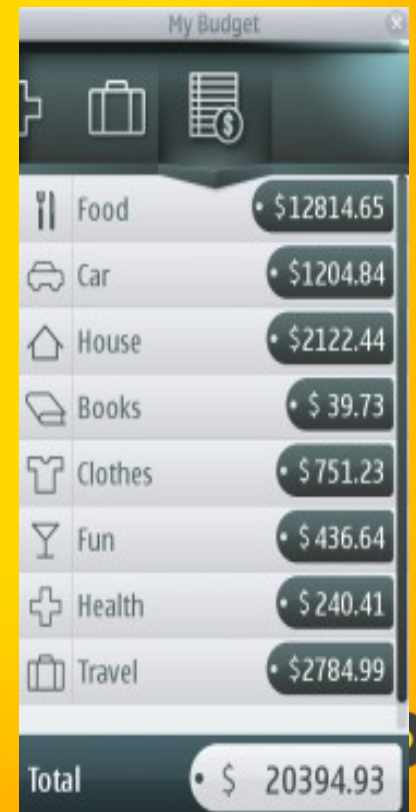 My Budget
Food $12814.65
Car $1204.84
House $2122.44
Books $ 39.73
Clothes $ 751.23
Fun $ 436.64
Health $ 240.41
Travel $2784.99
Total $ 20394.93